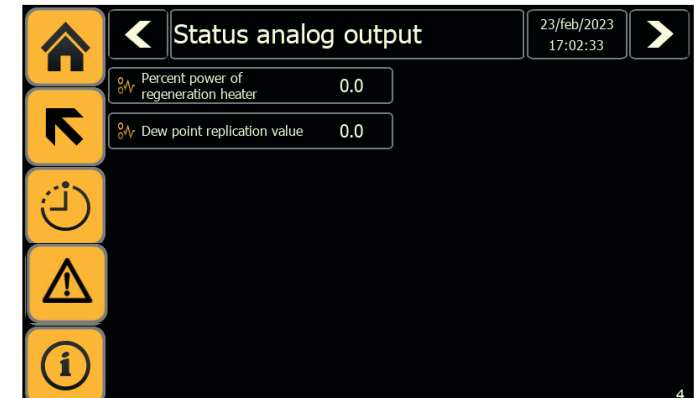 Status analog output
23/feb/2023
17:02:33
Percent power of
regeneration heater
0.0
Dew point replication value
0.0
4